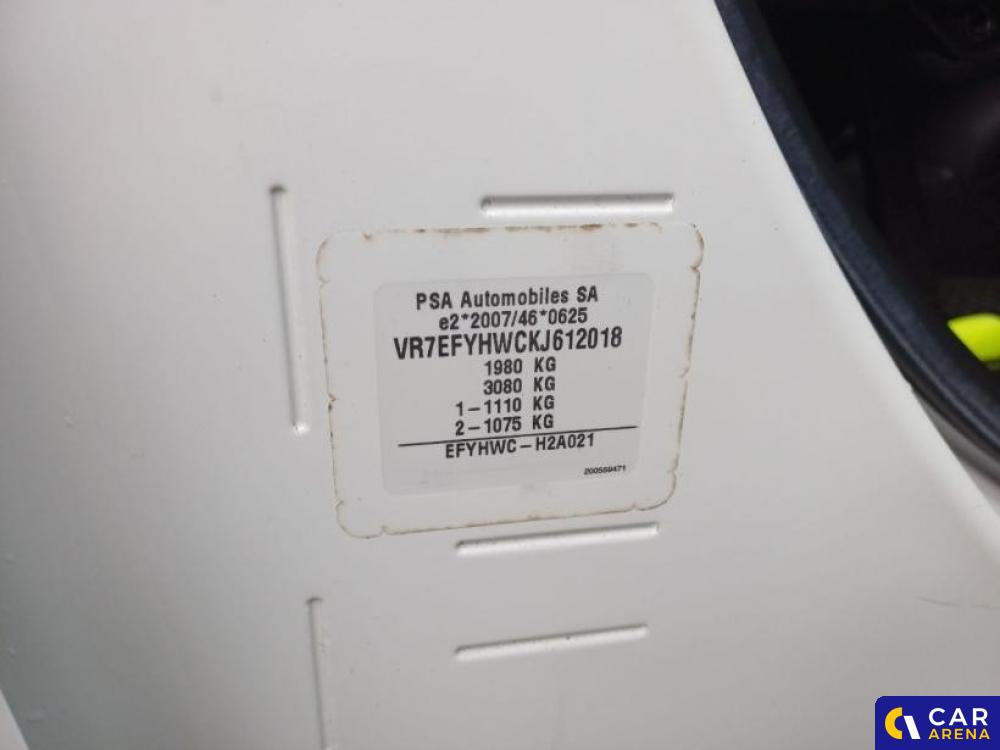 PSA Automobiles SA
e2*2007/46*0625
VR7EFYHWCKJ612018
1980 KG
3080 KG
1-1110 KG
2-1075 KG
EFYHWC-H2A021
200559471
CAR
ARENA